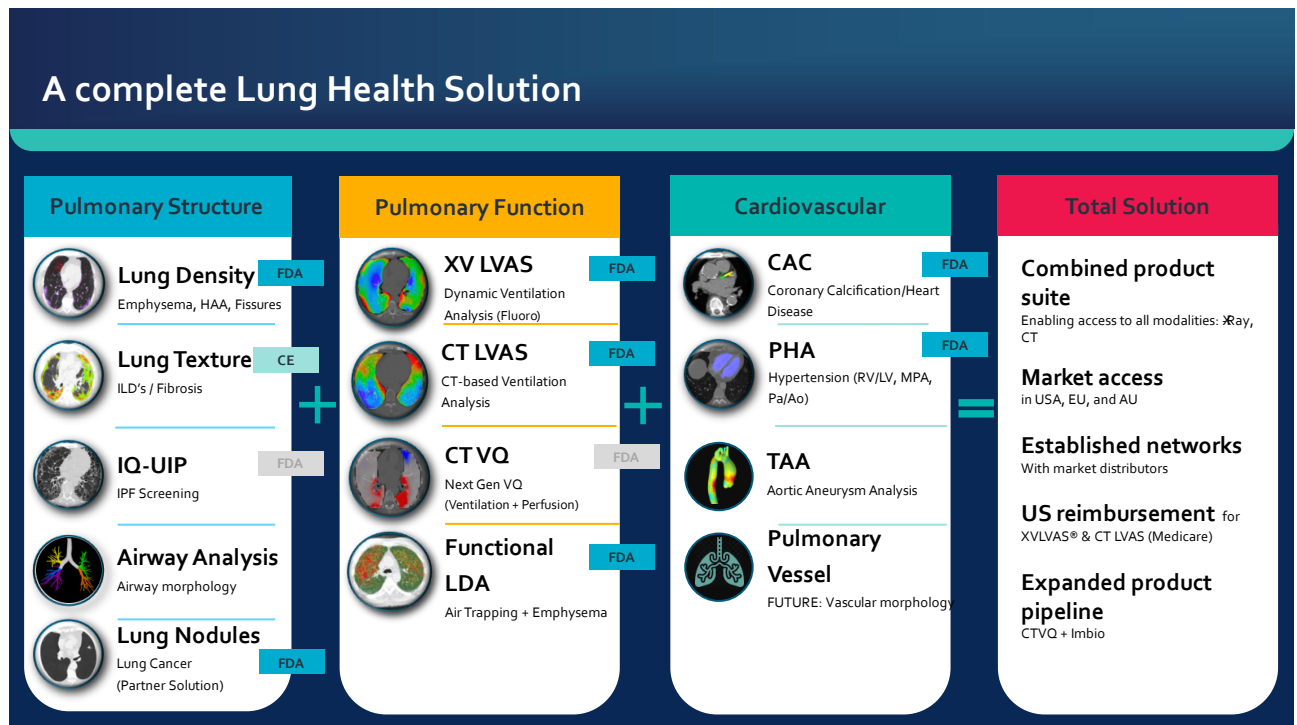 A complete Lung Health Solution
Pulmonary Structure
Lung Density
FDA
Emphysema, HAA, Fissures
Lung Texture
CE
ILD's / Fibrosis
IQ-UIP
FDA
IPF Screening
Airway Analysis
Airway morphology
Lung Nodules
Lung Cancer
FDA
(Partner Solution)
+
Pulmonary Function
XV LVAS
FDA
Dynamic Ventilation
Analysis (Fluoro)
CT LVAS
FDA
CT-based Ventilation
Analysis
CT VQ
FDA
Next Gen VQ
(Ventilation + Perfusion)
Functional
FDA
LDA
Air Trapping + Emphysema
+
Cardiovascular
CAC
FDA
Coronary Calcification/Heart
Disease
PHA
FDA
Hypertension (RV/LV, MPA,
Pa/Ao)
TAA
Aortic Aneurysm Analysis
Pulmonary
Vessel
FUTURE: Vascular morphology
=
Total Solution
Combined product
suite
Enabling access to all modalities: X-Ray,
CT
Market access
in USA, EU, and AU
Established networks
With market distributors
US reimbursement for
XVLVAS® & CT LVAS (Medicare)
Expanded product
pipeline
CTVQ + Imbio